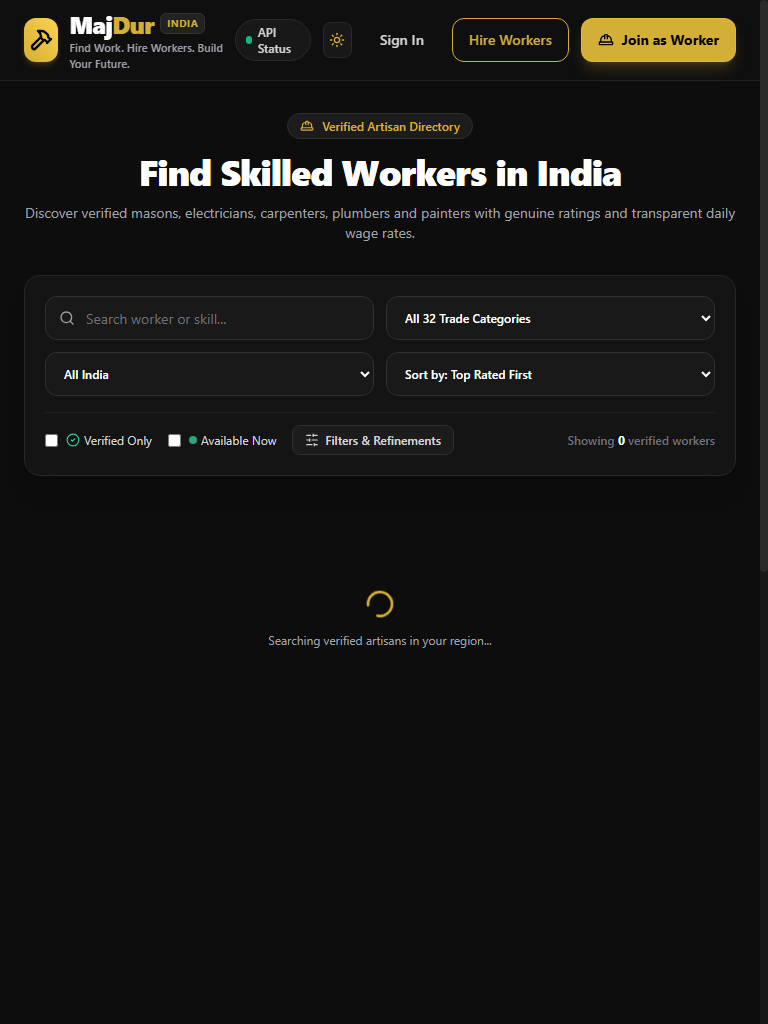 MajDur INDIA
Find Work. Hire Workers. Build
Your Future.
API
Status
Sign In
Hire Workers
Join as Worker
Verified Artisan Directory
Find Skilled Workers in India
Discover verified masons, electricians, carpenters, plumbers and painters with genuine ratings and transparent daily
wage rates.
Search worker or skill...
All 32 Trade Categories
All India
Sort by: Top Rated First
Verified Only
Available Now
Filters & Refinements
Showing 0 verified workers
Searching verified artisans in your region...